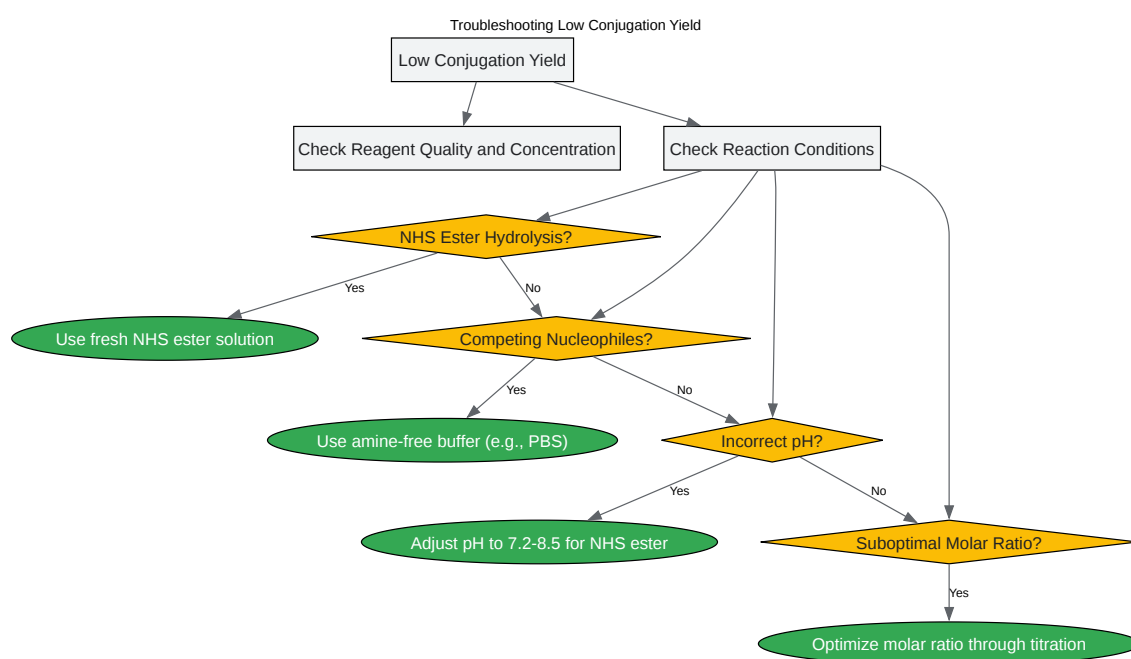 Troubleshooting Low Conjugation Yield
Low Conjugation Yield
Check Reagent Quality and Concentration
Check Reaction Conditions
NHS Ester Hydrolysis?
Yes
No
Use fresh NHS ester solution
Competing Nucleophiles?
Yes
No
Use amine-free buffer (e.g., PBS)
Incorrect pH?
Yes
No
Adjust pH to 7.2-8.5 for NHS ester
Suboptimal Molar Ratio?
Yes
Optimize molar ratio through titration